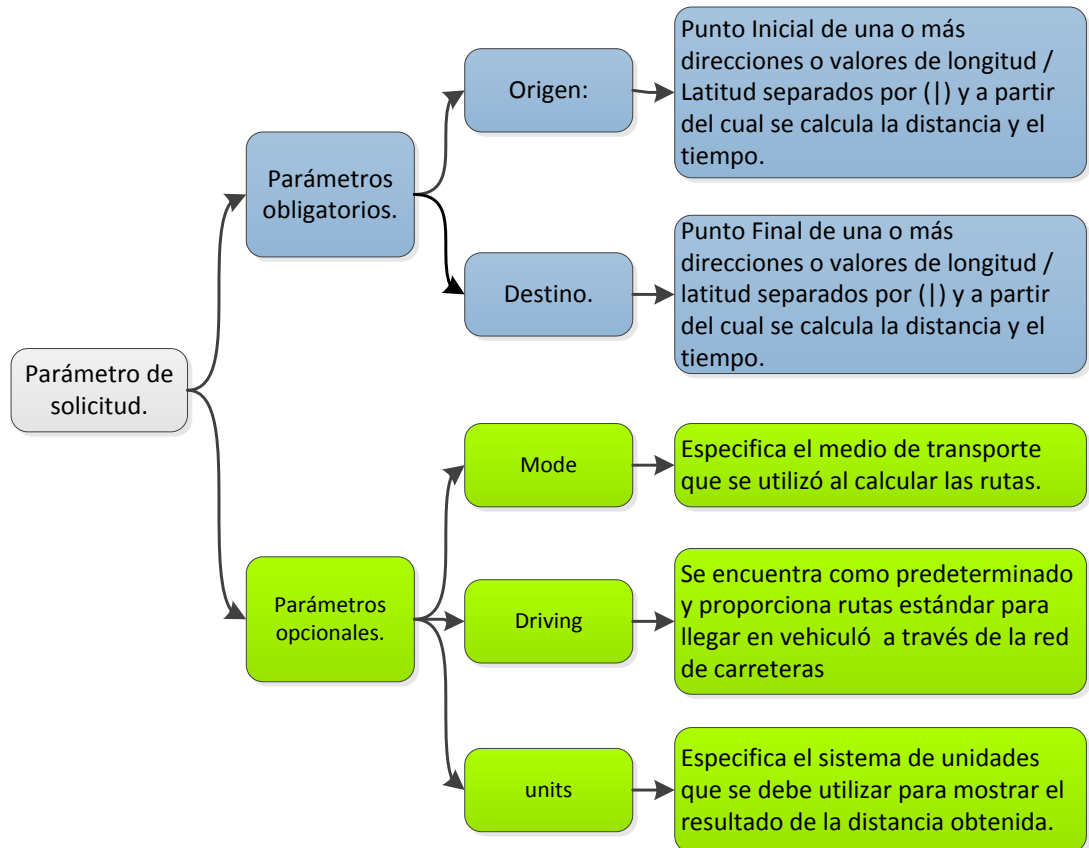 Parámetro de
solicitud.
Parámetros
obligatorios.
Origen:
Punto Inicial de una o más
direcciones o valores de longitud /
Latitud separados por (|) y a partir
del cual se calcula la distancia y el
tiempo.
Destino.
Punto Final de una o más
direcciones o valores de longitud /
latitud separados por (|) y a partir
del cual se calcula la distancia y el
tiempo.
Parámetros
opcionales.
Mode
Especifica el medio de transporte
que se utilizó al calcular las rutas.
Driving
Se encuentra como predeterminado
y proporciona rutas estándar para
llegar en vehiculó a través de la red
de carreteras
units
Especifica el sistema de unidades
que se debe utilizar para mostrar el
resultado de la distancia obtenida.